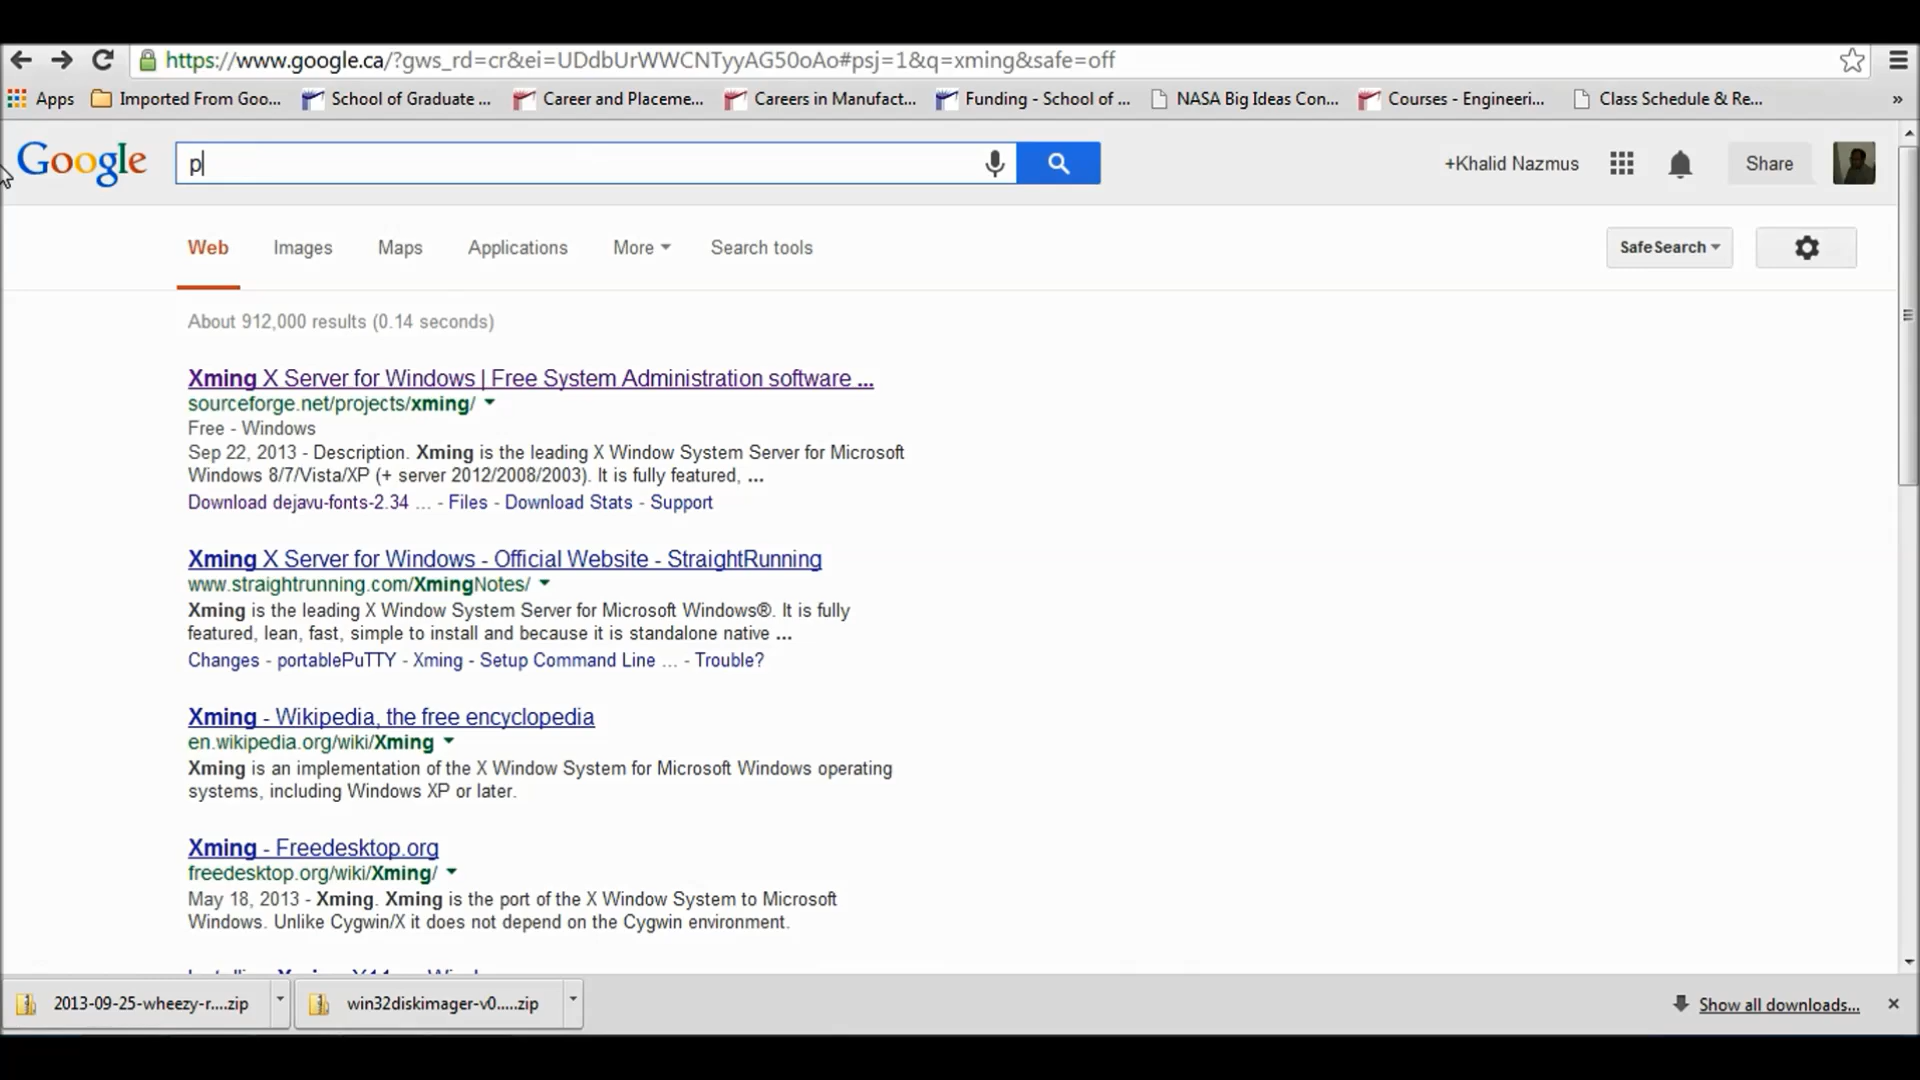 https://www.google.ca/?gws_rd=cr&ei=UDdbUrWWCNTyyAG50oAo#psj=1&q=xming&safe=off
Apps Imported From Goo... School of Graduate ... Career and Placeme... Careers in Manufact... Funding - School of ... NASA Big Ideas Con... Courses - Engineeri... Class Schedule & Re... »
Google p +Khalid Nazmus Share
Web Images Maps Applications More Search tools SafeSearch
About 912,000 results (0.14 seconds)
Xming X Server for Windows | Free System Administration software ...
sourceforge.net/projects/xming/
Free - Windows
Sep 22, 2013 - Description. Xming is the leading X Window System Server for Microsoft
Windows 8/7/Vista/XP (+ server 2012/2008/2003). It is fully featured, ...
Download dejavu-fonts-2.34 ... - Files - Download Stats - Support
Xming X Server for Windows - Official Website - StraightRunning
www.straightrunning.com/XmingNotes/
Xming is the leading X Window System Server for Microsoft Windows®. It is fully
featured, lean, fast, simple to install and because it is standalone native ...
Changes - portablePuTTY - Xming - Setup Command Line ... - Trouble?
Xming - Wikipedia, the free encyclopedia
en.wikipedia.org/wiki/Xming
Xming is an implementation of the X Window System for Microsoft Windows operating
systems, including Windows XP or later.
Xming - Freedesktop.org
freedesktop.org/wiki/Xming/
May 18, 2013 - Xming. Xming is the port of the X Window System to Microsoft
Windows. Unlike Cygwin/X it does not depend on the Cygwin environment.
2013-09-25-wheezy-r....zip win32diskimager-v0.....zip Show all downloads...